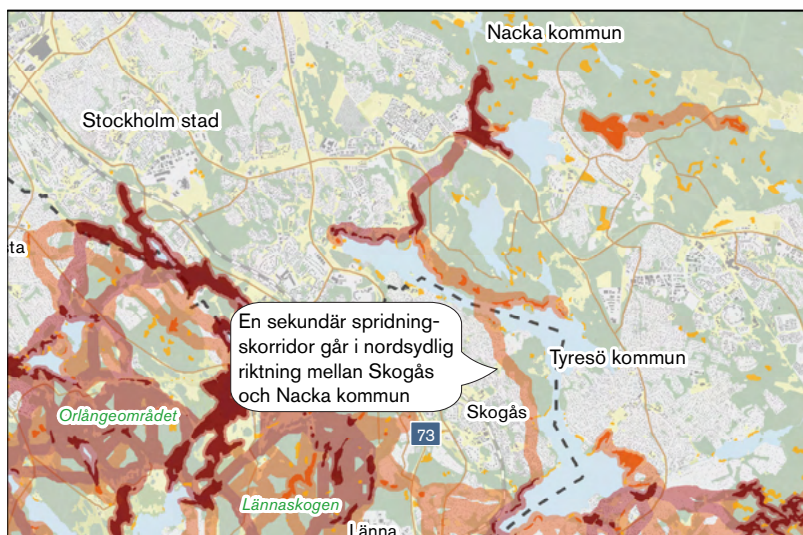 Nacka kommun
Stockholm stad
sta
En sekundär spridning-
skorridor går i nordsydlig
riktning mellan Skogås
och Nacka kommun
Tyresö kommun
Orlångeområdet
Skogås
73
Lännaskogen
Länna